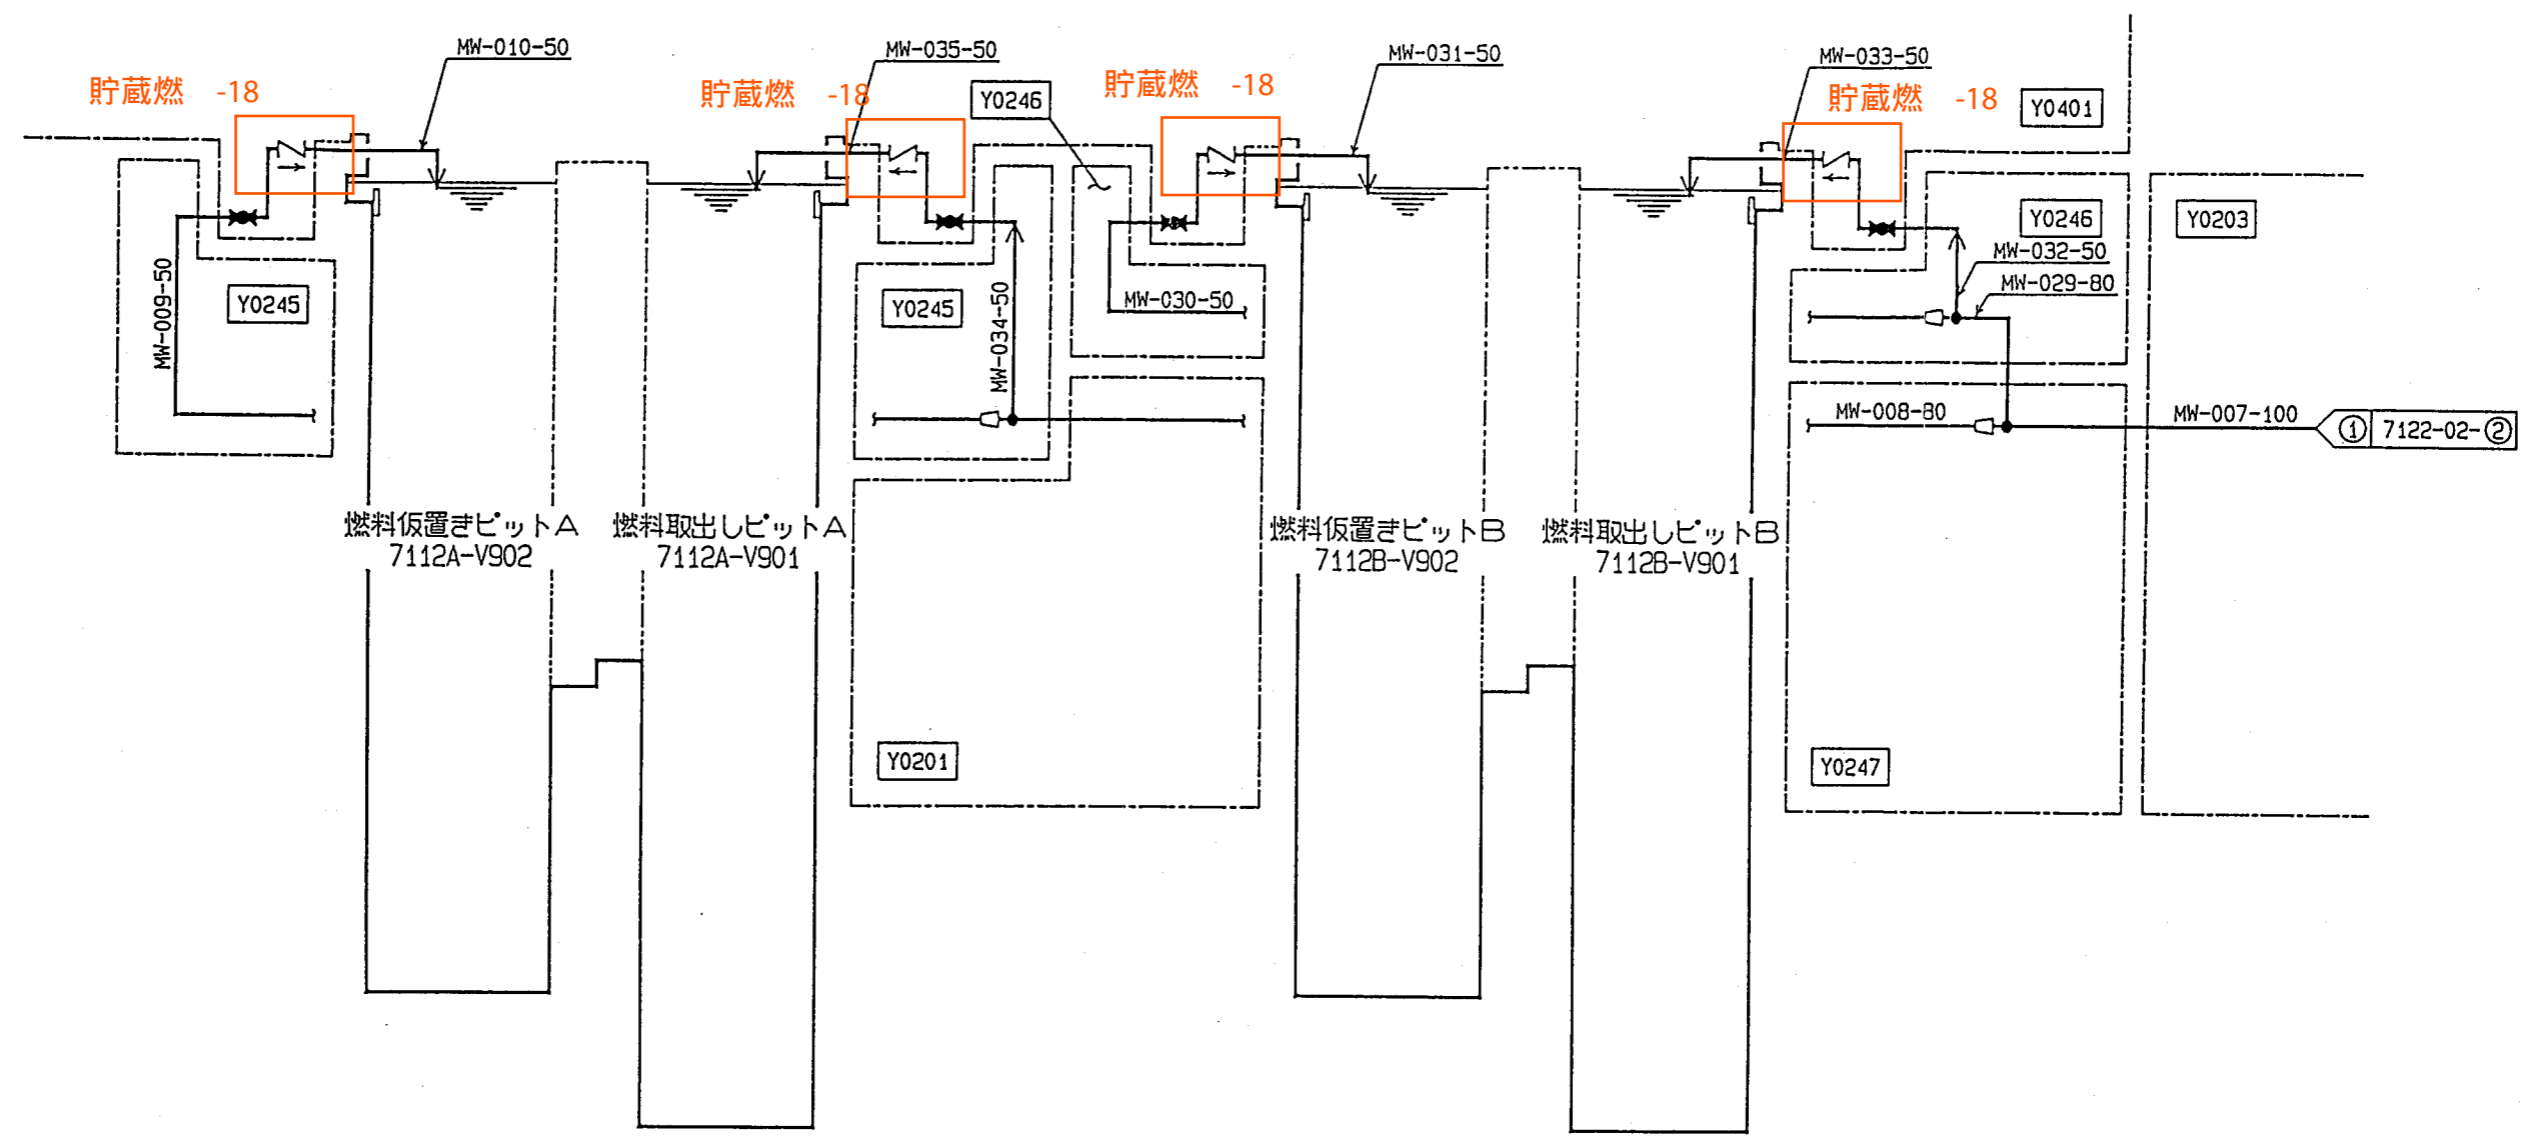 MW-010-50
MW-035-50
MW-031-50
MW-033-50
貯蔵燃 -18
貯蔵燃 -18
貯蔵燃 -18
貯蔵燃 -18
Y0246
Y0401
Y0246
Y0203
MW-009-50
Y0245
Y0245
MW-034-50
MW-030-50
MW-032-50
MW-029-80
MW-008-80
MW-007-100
① 7122-02-②
燃料仮置きピットA
7112A-V902
燃料取出しピットA
7112A-V901
燃料仮置きピットB
7112B-V902
燃料取出しピットB
7112B-V901
Y0201
Y0247